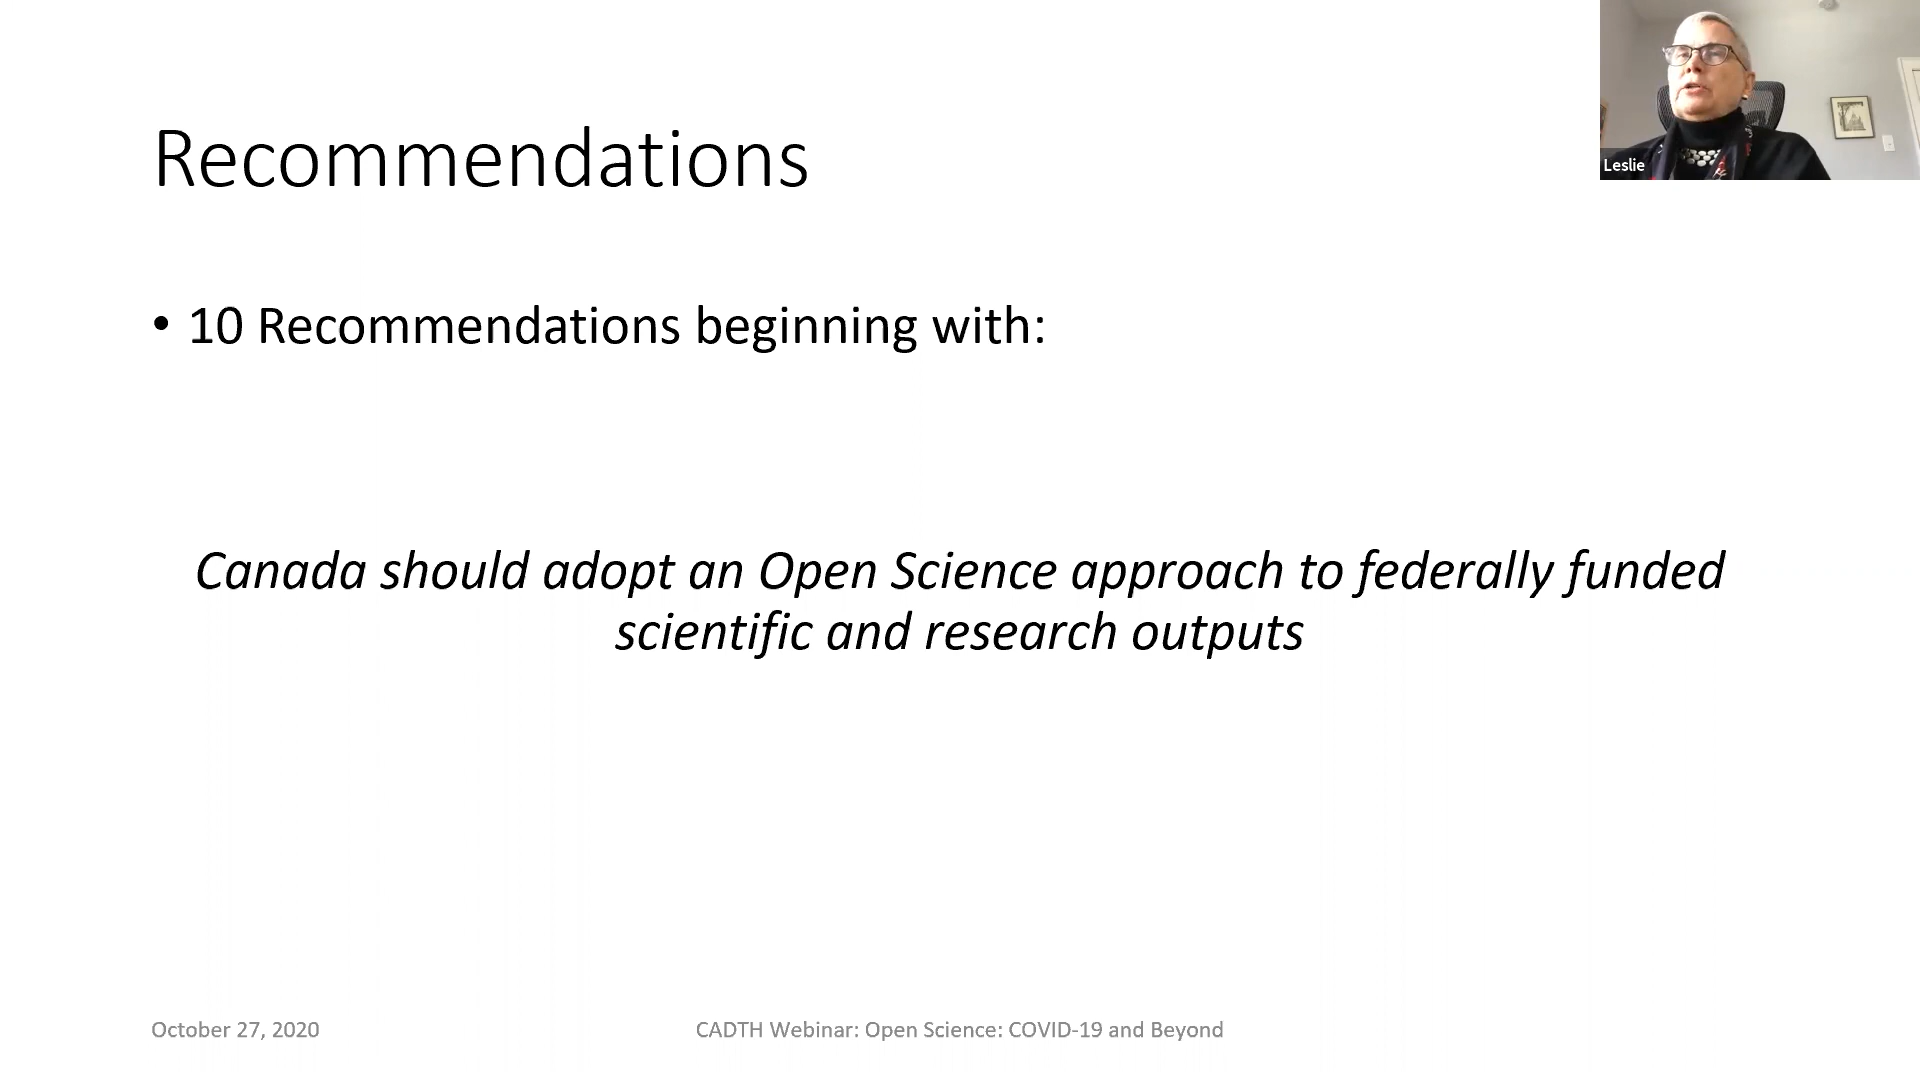 Leslie
Recommendations
• 10 Recommendations beginning with:
Canada should adopt an Open Science approach to federally funded
scientific and research outputs
October 27, 2020
CADTH Webinar: Open Science: COVID-19 and Beyond